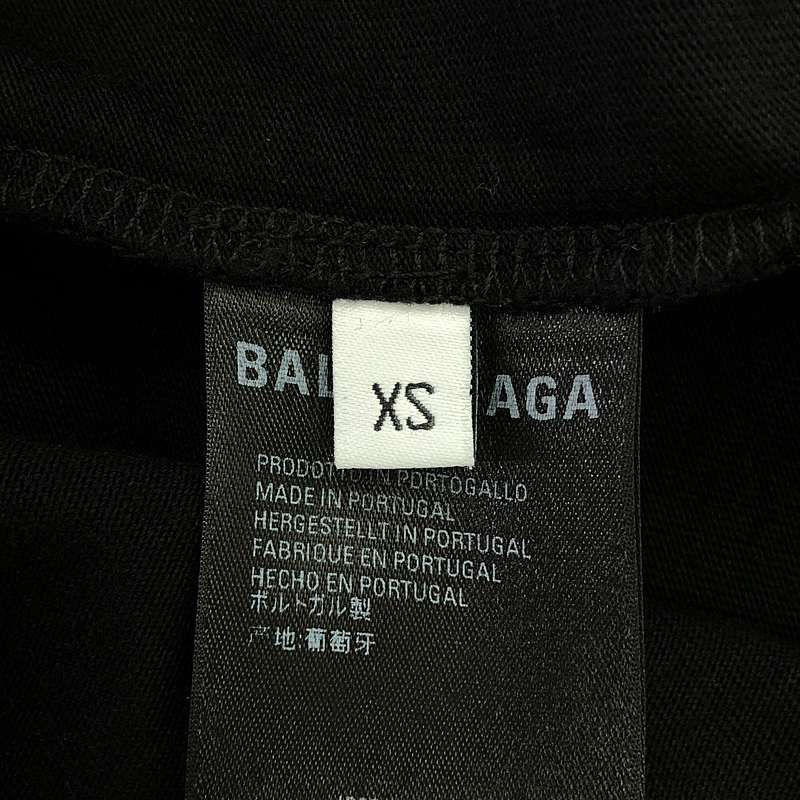 BAL AGA
XS
PRODOTTO IN PORTOGALLO
MADE IN PORTUGAL
HERGESTELLT IN PORTUGAL
FABRIQUE EN PORTUGAL
HECHO EN PORTUGAL
ポルトガル製
产地:葡萄牙